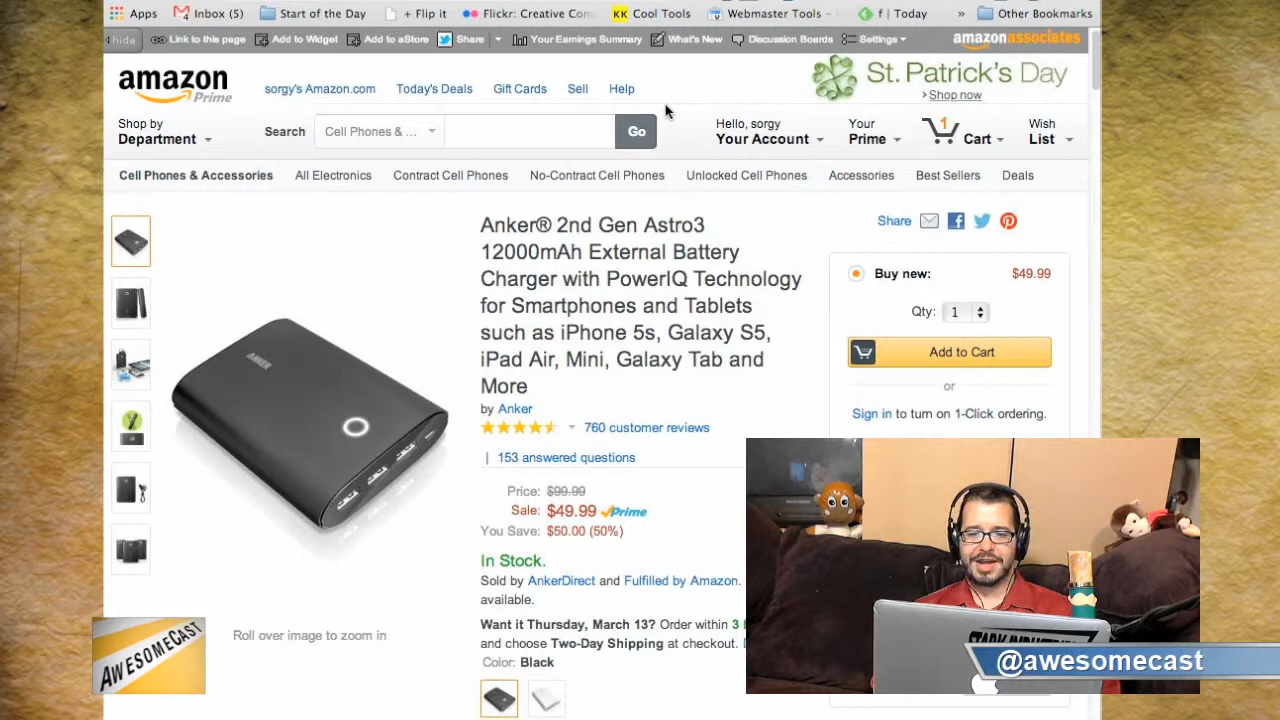 Apps
Inbox (5)
Start of the Day
+ Flip it
Flickr: Creative Com
KK Cool Tools
Webmaster Tools –
f | Today
»
Other Bookmarks
hide
Link to this page
Add to Widget
Add to aStore
Share
Your Earnings Summary
What's New
Discussion Boards
Settings
amazonassociates
amazon
Prime
sorgy's Amazon.com
Today's Deals
Gift Cards
Sell
Help
St. Patrick's Day
› Shop now
Shop by
Department
Search
Cell Phones & ...
Go
Hello, sorgy
Your Account
Your
Prime
1
Cart
Wish
List
Cell Phones & Accessories
All Electronics
Contract Cell Phones
No-Contract Cell Phones
Unlocked Cell Phones
Accessories
Best Sellers
Deals
ANKER
Roll over image to zoom in
Anker® 2nd Gen Astro3
12000mAh External Battery
Charger with PowerIQ Technology
for Smartphones and Tablets
such as iPhone 5s, Galaxy S5,
iPad Air, Mini, Galaxy Tab and
More
by Anker
760 customer reviews
| 153 answered questions
Price: $99.99
Sale: $49.99 Prime
You Save: $50.00 (50%)
In Stock.
Sold by AnkerDirect and Fulfilled by Amazon.
available.
Want it Thursday, March 13? Order within 3
and choose Two-Day Shipping at checkout.
Color: Black
Share
Buy new: $49.99
Qty: 1
Add to Cart
or
Sign in to turn on 1-Click ordering.
AWESOMECAST
STARK INDUSTRIES
@awesomecast